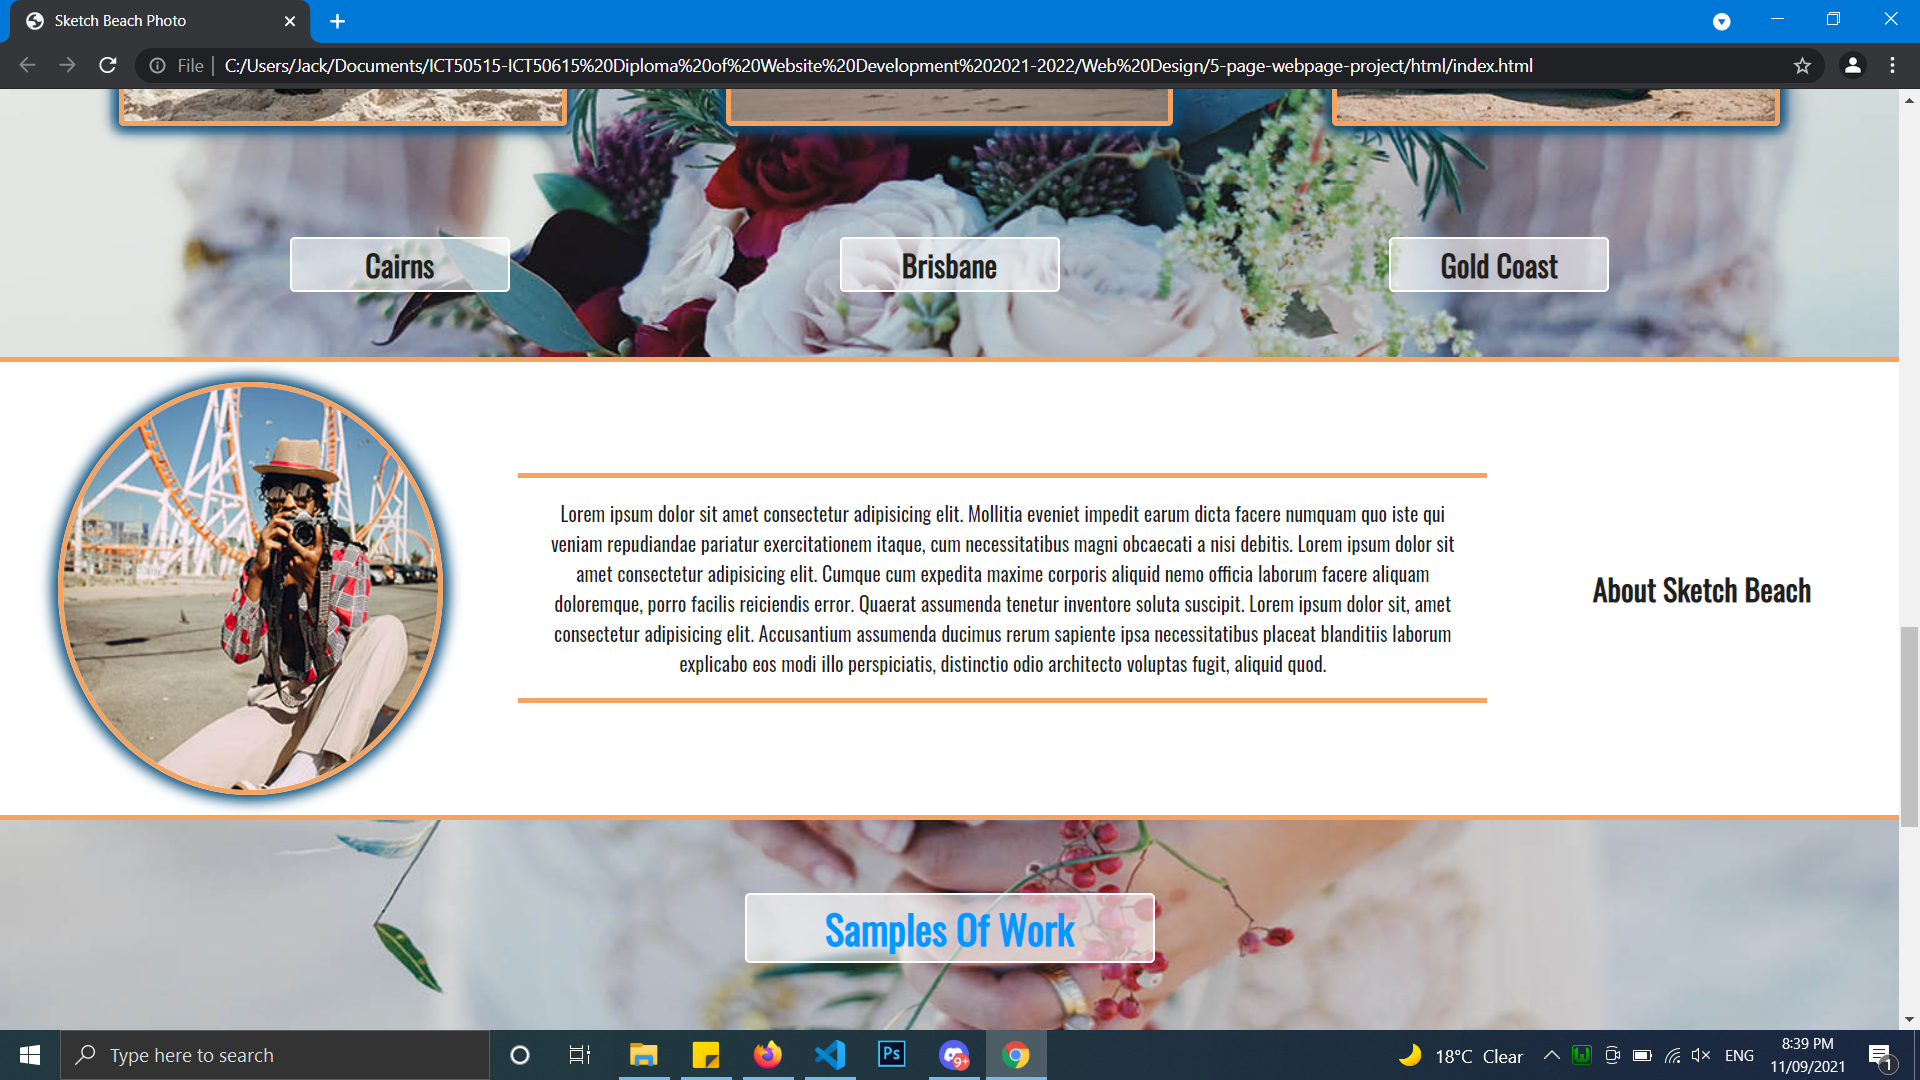 Sketch Beach Photo
File
C:/Users/Jack/Documents/ICT50515-ICT50615%20Diploma%20of%20Website%20Development%202021-2022/Web%20Design/5-page-webpage-project/html/index.html
Cairns
Brisbane
Gold Coast
Lorem ipsum dolor sit amet consectetur adipisicing elit. Mollitia eveniet impedit earum dicta facere numquam quo iste qui
veniam repudiandae pariatur exercitationem itaque, cum necessitatibus magni obcaecati a nisi debitis. Lorem ipsum dolor sit
amet consectetur adipisicing elit. Cumque cum expedita maxime corporis aliquid nemo officia laborum facere aliquam
doloremque, porro facilis reiciendis error. Quaerat assumenda tenetur inventore soluta suscipit. Lorem ipsum dolor sit, amet
consectetur adipisicing elit. Accusantium assumenda ducimus rerum sapiente ipsa necessitatibus placeat blanditiis laborum
explicabo eos modi illo perspiciatis, distinctio odio architecto voluptas fugit, aliquid quod.
About Sketch Beach
Samples Of Work
Type here to search
Ps
9+
18°C Clear
ENG
8:39 PM
11/09/2021
1